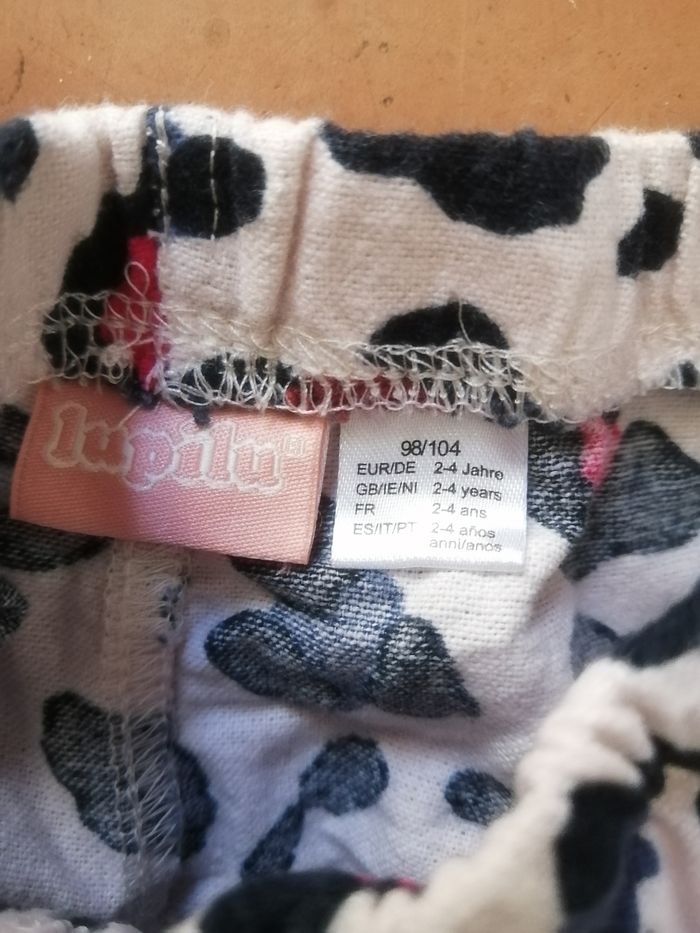 lupilu
98/104
EUR/DE 2-4 Jahre
GB/IE/NI 2-4 years
FR 2-4 ans
ES/IT/PT 2-4 años
anni/anos